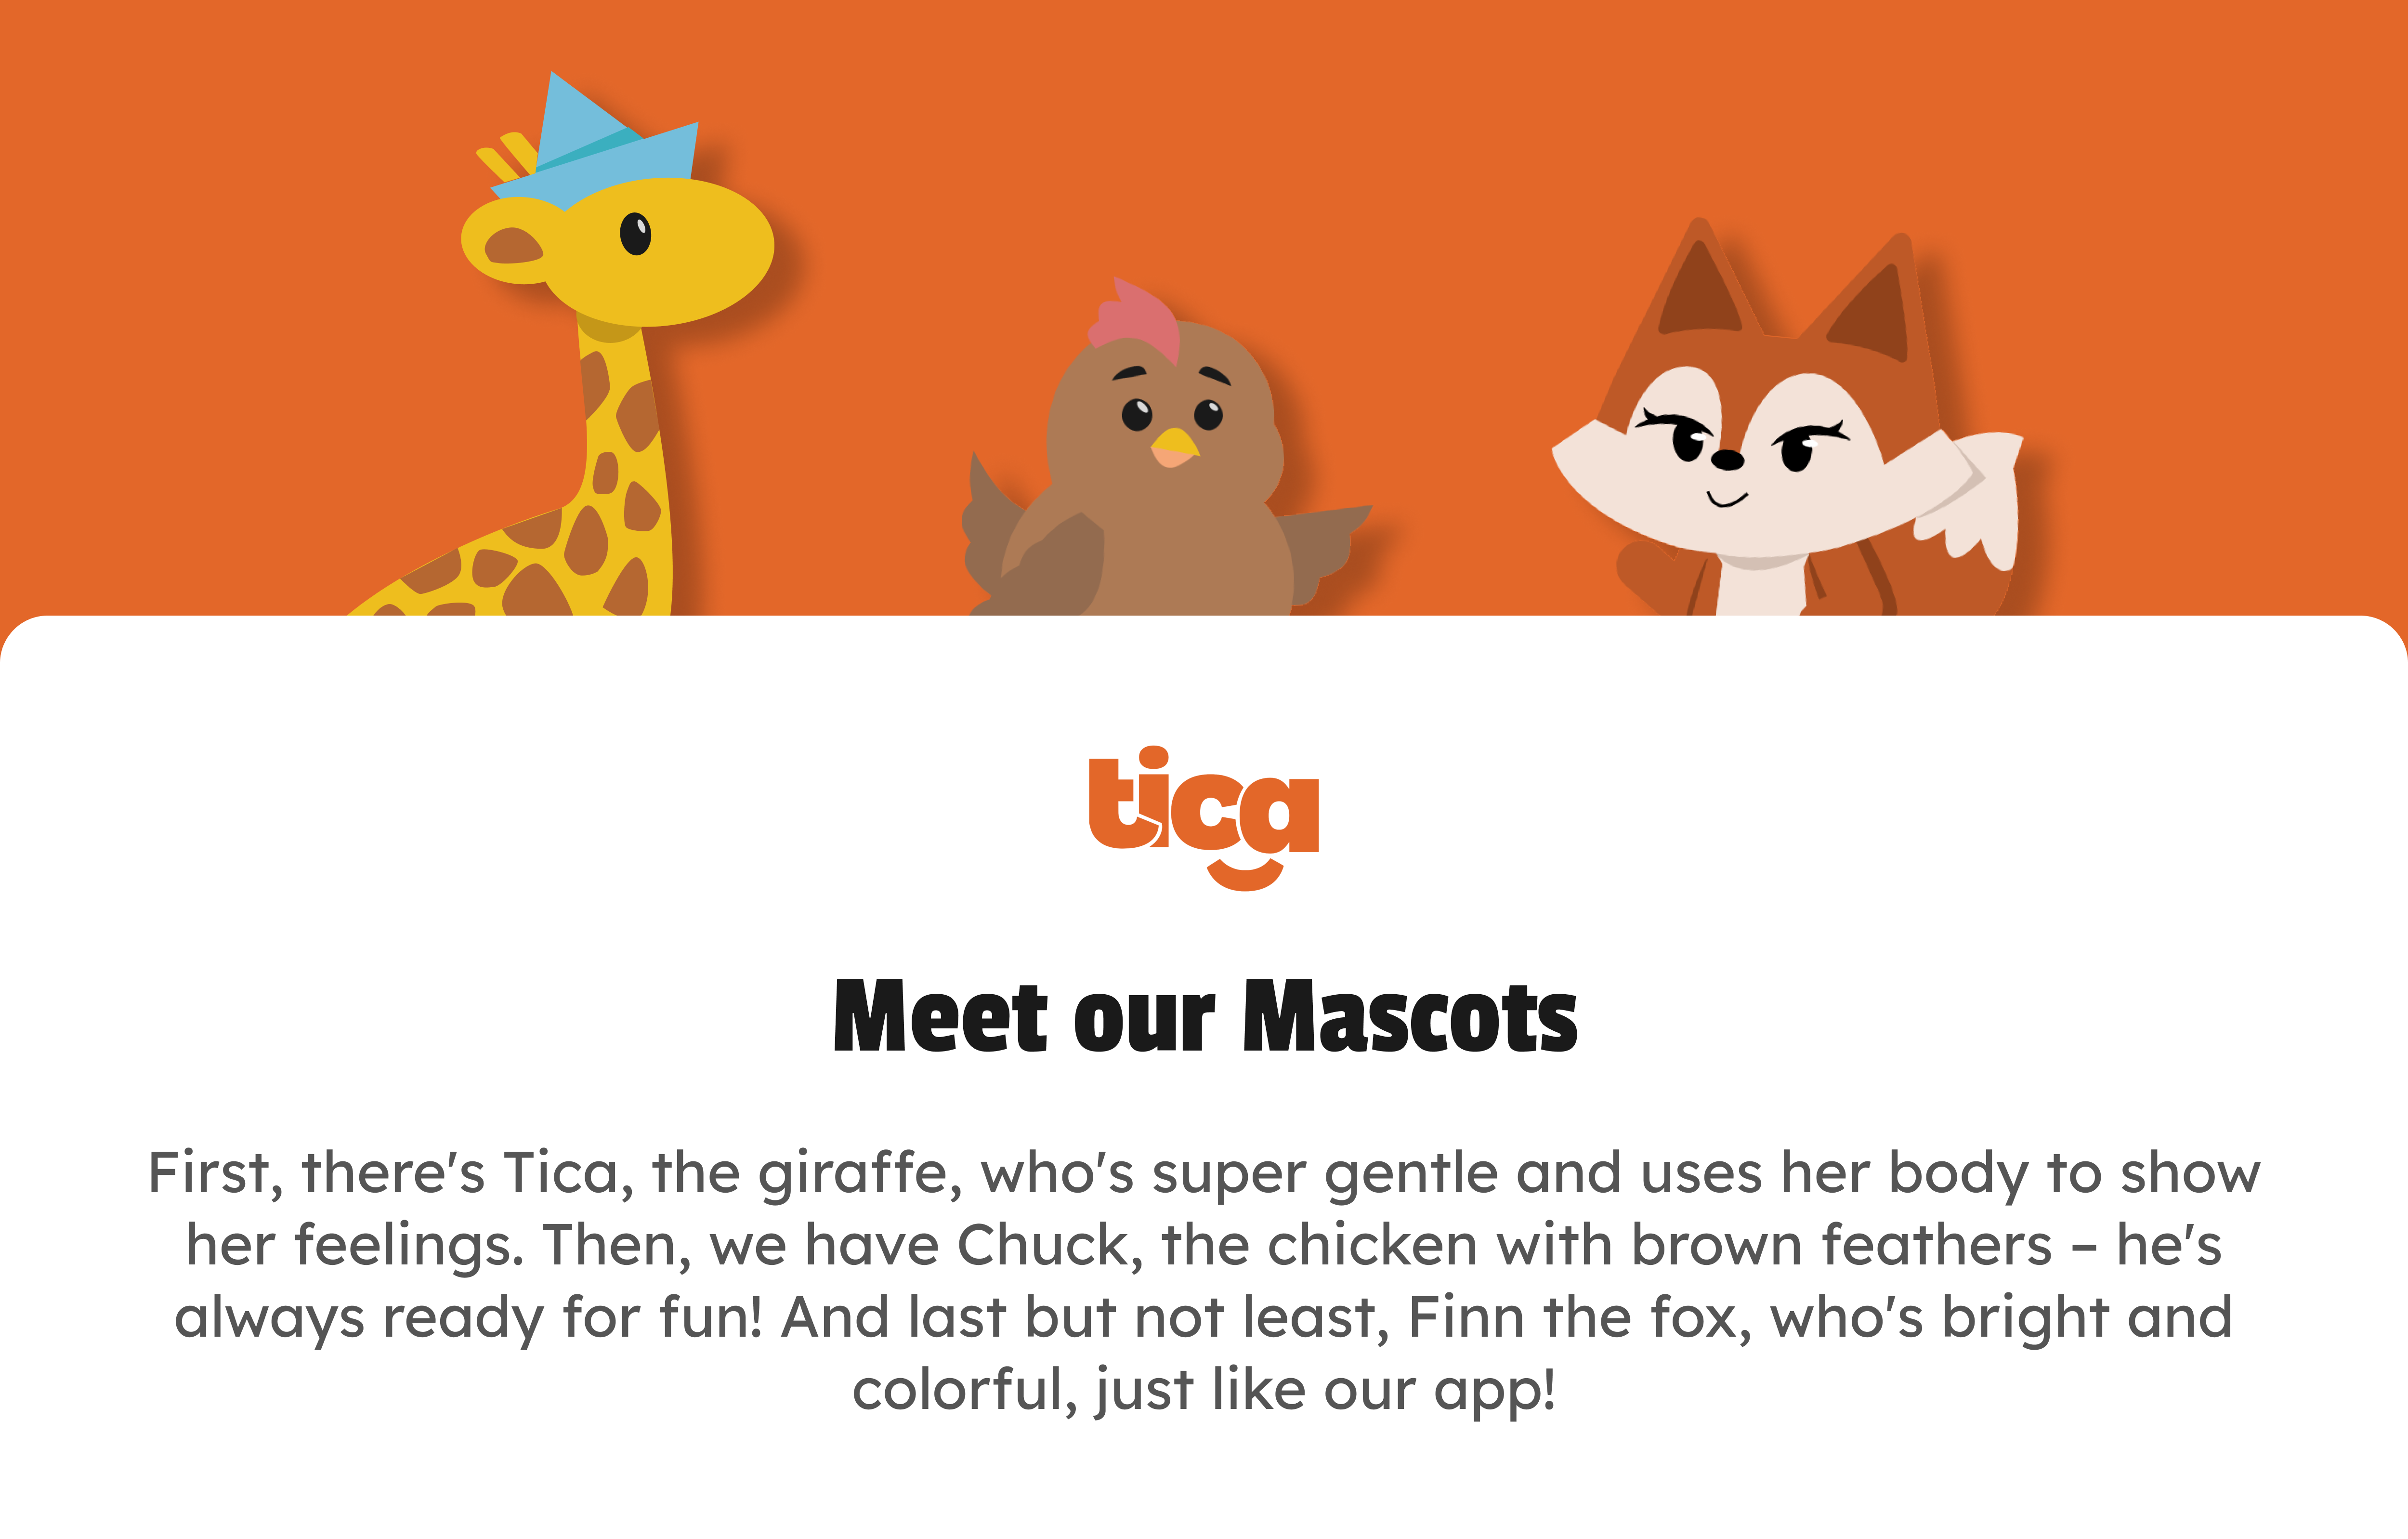 tica
Meet our Mascots
First, there's Tica, the giraffe, who's super gentle and uses her body to show
her feelings. Then, we have Chuck, the chicken with brown feathers – he's
always ready for fun! And last but not least, Finn the fox, who's bright and
colorful, just like our app!